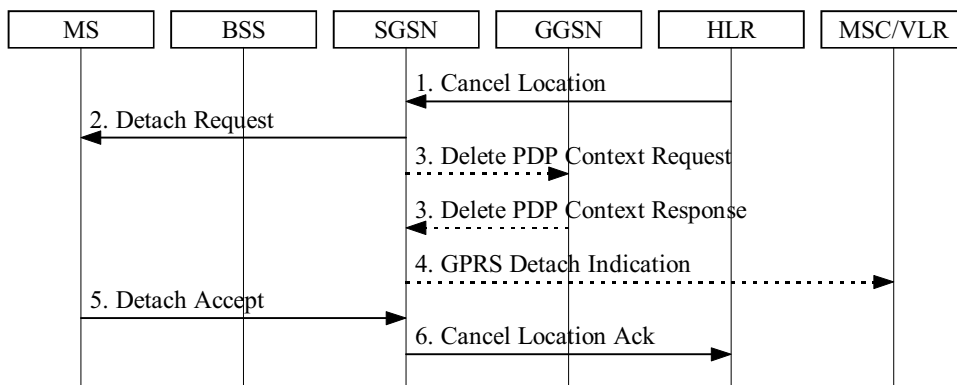 MS
BSS
SGSN
GGSN
HLR
MSC/VLR
1. Cancel Location
2. Detach Request
3. Delete PDP Context Request
3. Delete PDP Context Response
4. GPRS Detach Indication
5. Detach Accept
6. Cancel Location Ack